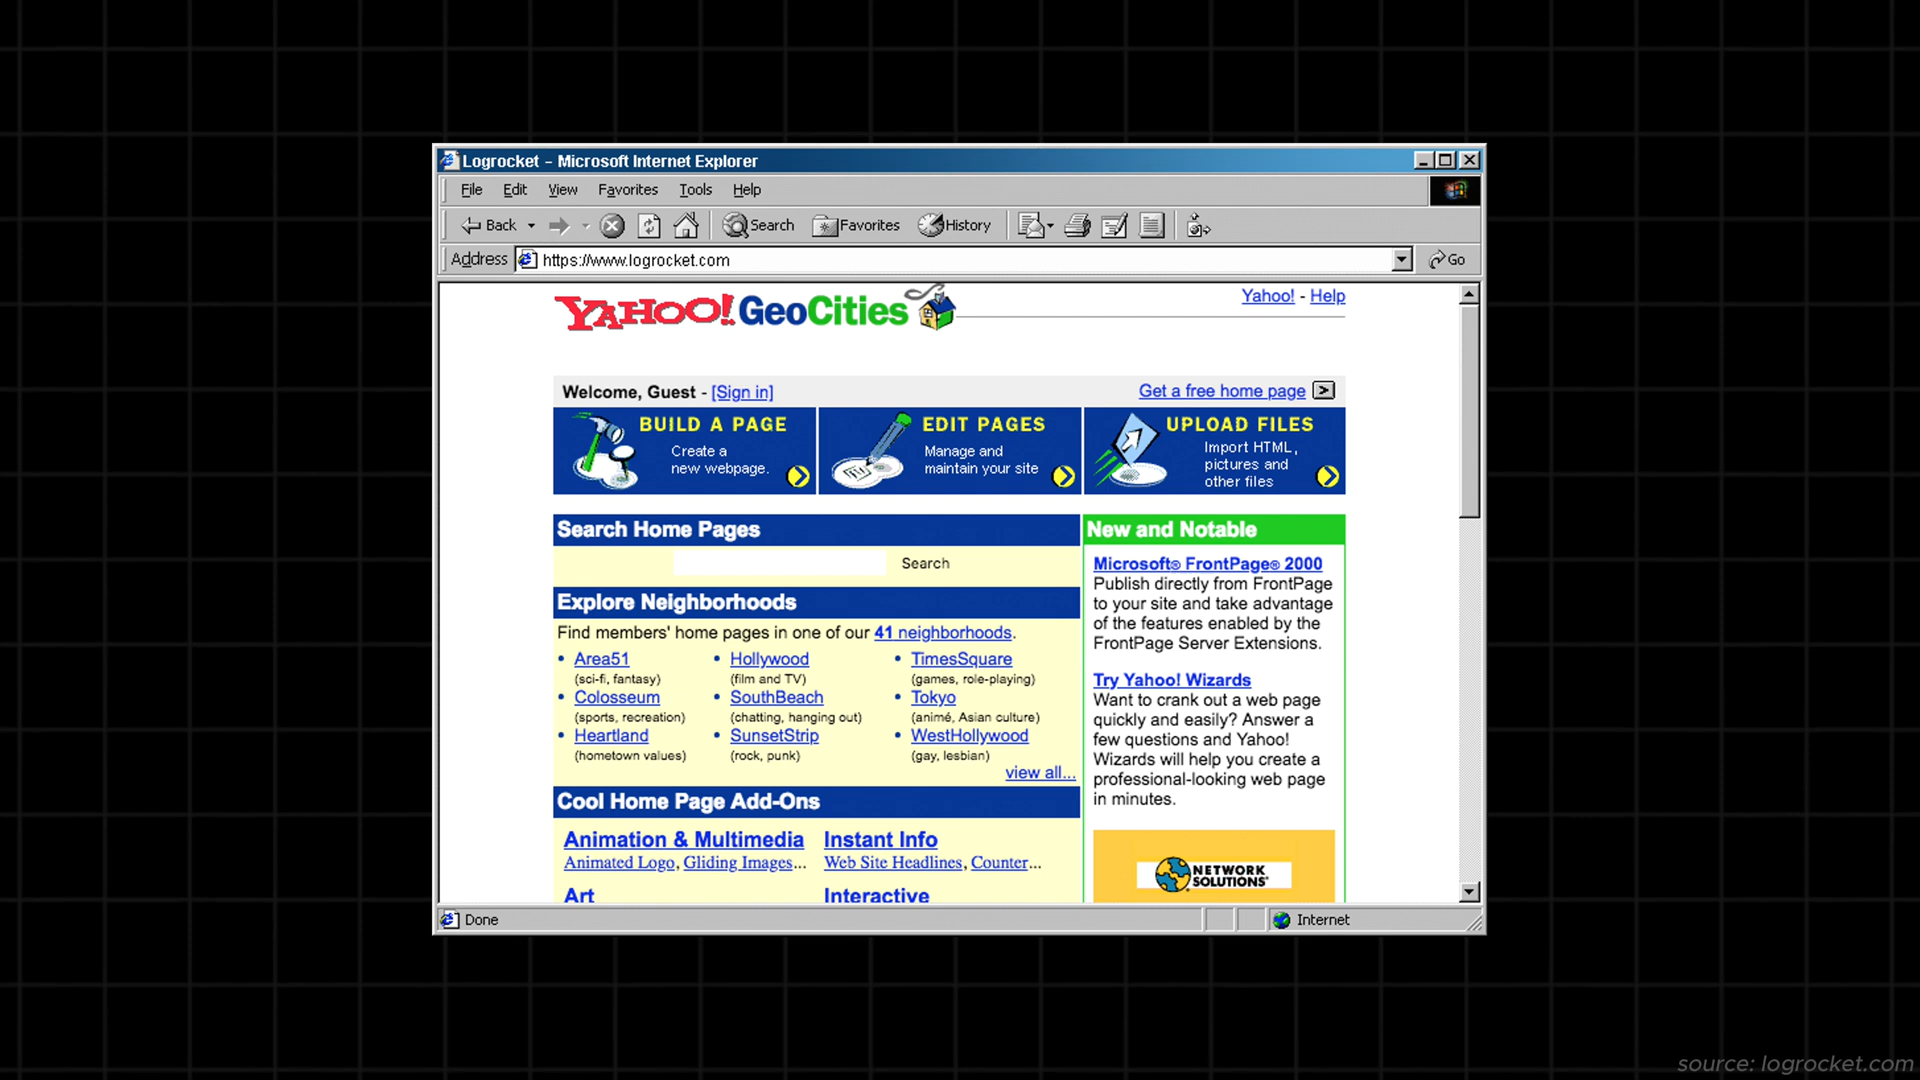 Logrocket – Microsoft Internet Explorer
File Edit View Favorites Tools Help
Back Search Favorites History
Address https://www.logrocket.com Go
YAHOO! GeoCities
Yahoo! - Help
Welcome, Guest - [Sign in] Get a free home page >
BUILD A PAGE
Create a
new webpage.
EDIT PAGES
Manage and
maintain your site
UPLOAD FILES
Import HTML,
pictures and
other files
Search Home Pages
Search
Explore Neighborhoods
Find members' home pages in one of our 41 neighborhoods.
• Area51 • Hollywood • TimesSquare
(sci-fi, fantasy) (film and TV) (games, role-playing)
• Colosseum • SouthBeach • Tokyo
(sports, recreation) (chatting, hanging out) (animé, Asian culture)
• Heartland • SunsetStrip • WestHollywood
(hometown values) (rock, punk) (gay, lesbian)
view all...
Cool Home Page Add-Ons
Animation & Multimedia Instant Info
Animated Logo, Gliding Images... Web Site Headlines, Counter...
Art Interactive
New and Notable
Microsoft® FrontPage® 2000
Publish directly from FrontPage
to your site and take advantage
of the features enabled by the
FrontPage Server Extensions.
Try Yahoo! Wizards
Want to crank out a web page
quickly and easily? Answer a
few questions and Yahoo!
Wizards will help you create a
professional-looking web page
in minutes.
NETWORK
SOLUTIONS®
Done Internet
source: logrocket.com